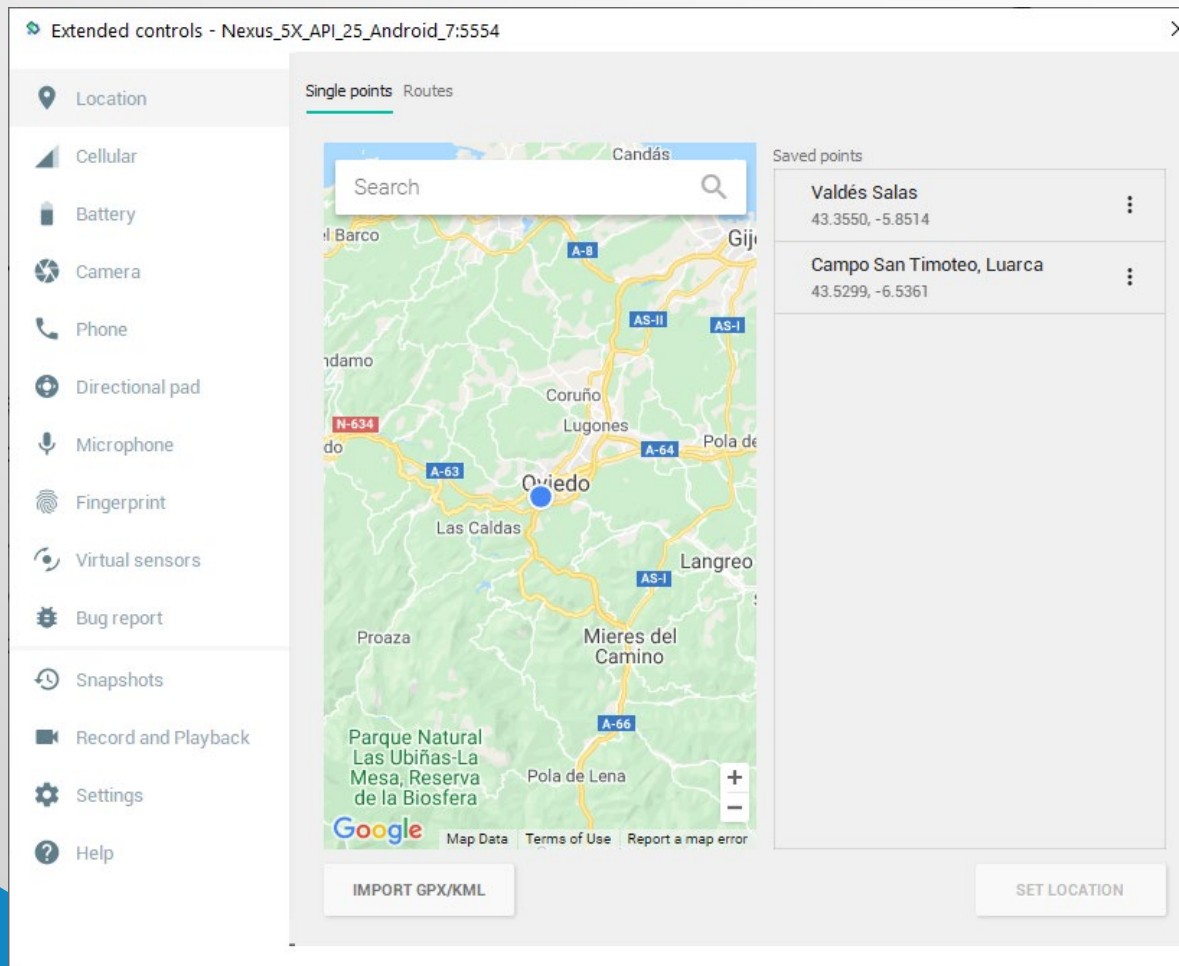 Extended controls - Nexus_5X_API_25_Android_7:5554
Location
Cellular
Battery
Camera
Phone
Directional pad
Microphone
Fingerprint
Virtual sensors
Bug report
Snapshots
Record and Playback
Settings
Help
Single points Routes
Candás
Search
el Barco
A-8
AS-II
AS-I
ndamo
Coruño
N-634
Lugones
do
A-64
Pola de
A-63
Oviedo
Las Caldas
Langreo
AS-I
Proaza
Mieres del
Camino
A-66
Parque Natural
Las Ubiñas-La
Mesa, Reserva
de la Biosfera
Pola de Lena
+
−
Google
Map Data Terms of Use Report a map error
IMPORT GPX/KML
Saved points
Valdés Salas
43.3550, -5.8514
Campo San Timoteo, Luarca
43.5299, -6.5361
SET LOCATION